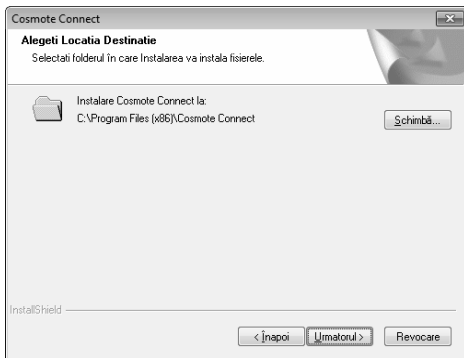 Cosmote Connect
Alegeti Locatia Destinatie
Selectati folderul în care Instalarea va instala fisierele.
Instalare Cosmote Connect la:
C:\Program Files (x86)\Cosmote Connect
Schimbă...
InstallShield
< Înapoi
Urmatorul >
Revocare